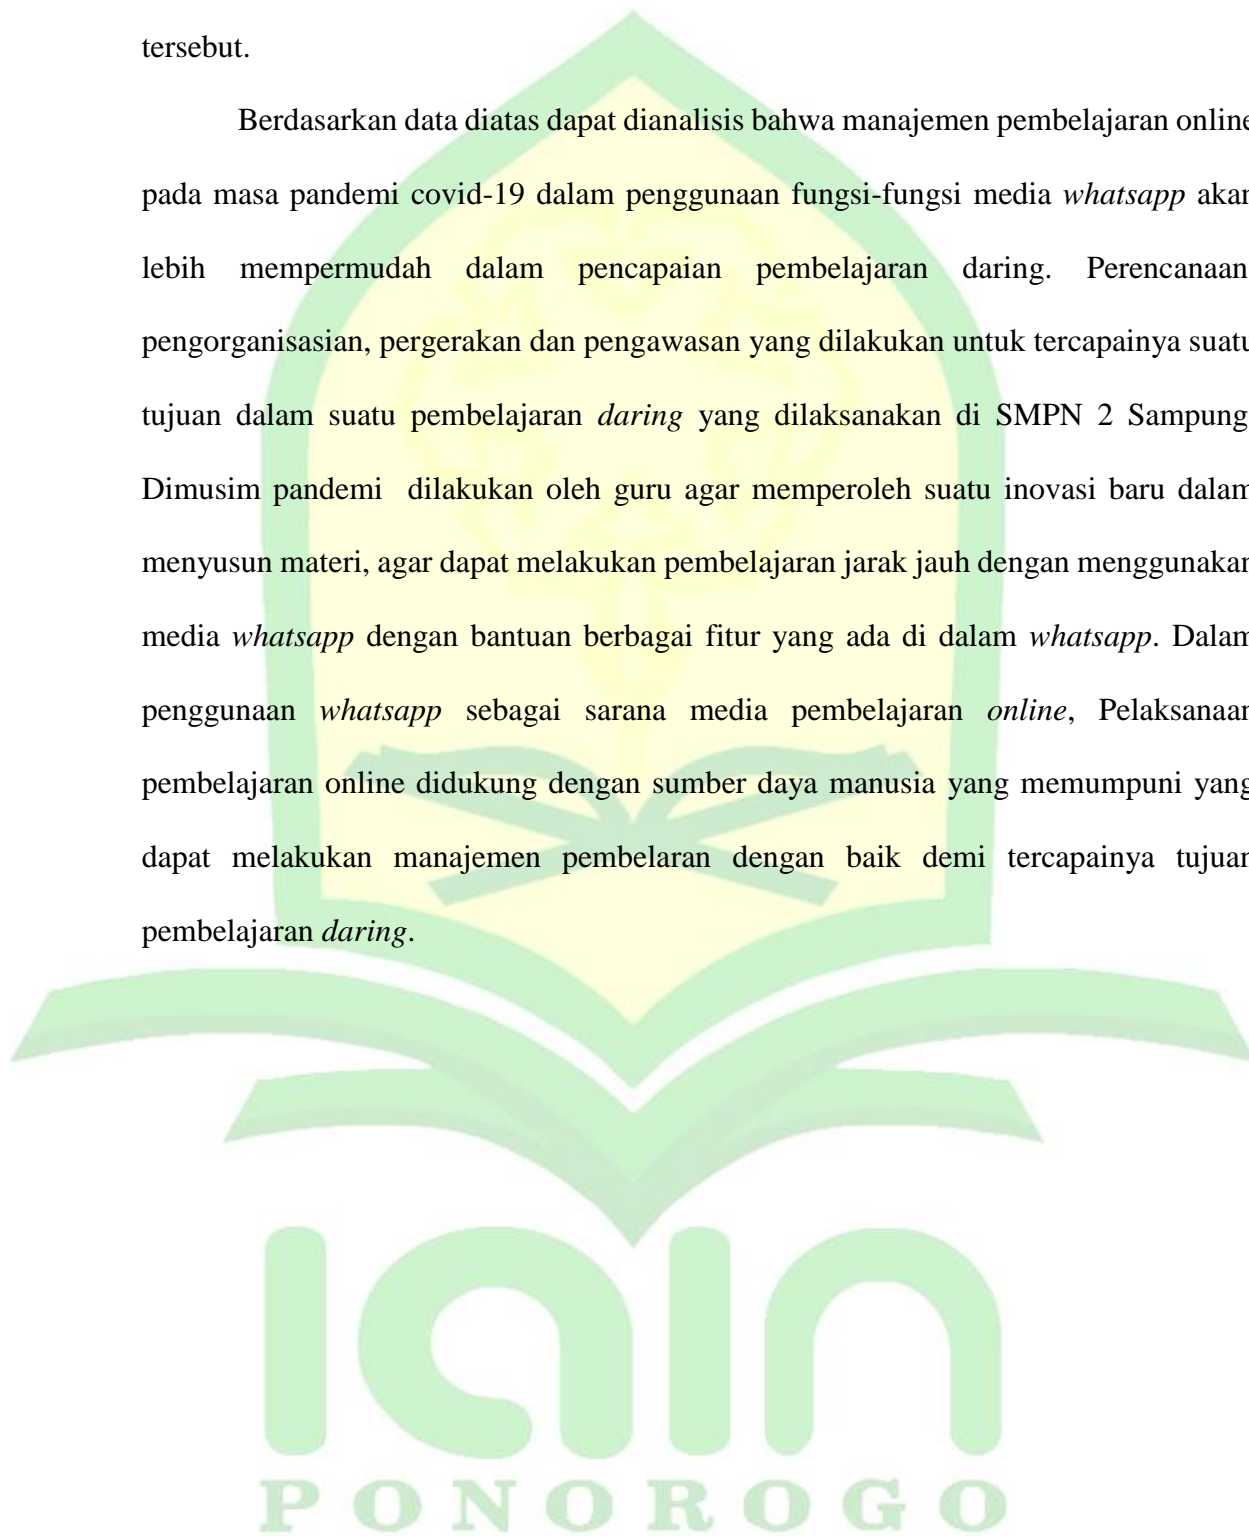 tersebut.
Berdasarkan data diatas dapat dianalisis bahwa manajemen pembelajaran online
pada masa pandemi covid-19 dalam penggunaan fungsi-fungsi media whatsapp akan
lebih mempermudah dalam pencapaian pembelajaran daring. Perencanaan
pengorganisasian, pergerakan dan pengawasan yang dilakukan untuk tercapainya suatu
tujuan dalam suatu pembelajaran daring yang dilaksanakan di SMPN 2 Sampung
Dimusim pandemi dilakukan oleh guru agar memperoleh suatu inovasi baru dalam
menyusun materi, agar dapat melakukan pembelajaran jarak jauh dengan menggunakan
media whatsapp dengan bantuan berbagai fitur yang ada di dalam whatsapp. Dalam
penggunaan whatsapp sebagai sarana media pembelajaran online, Pelaksanaan
pembelajaran online didukung dengan sumber daya manusia yang memumpuni yang
dapat melakukan manajemen pembelaran dengan baik demi tercapainya tujuan
pembelajaran daring.
IAIN
PONOROGO